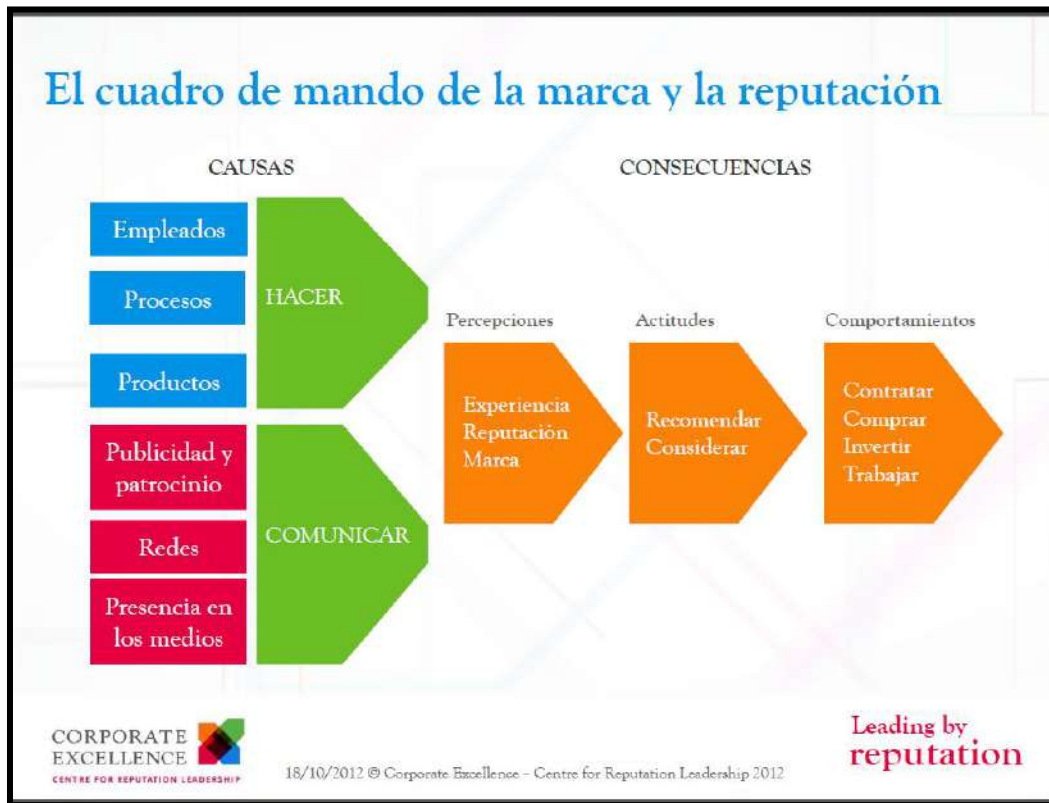 El cuadro de mando de la marca y la reputación
CAUSAS
CONSECUENCIAS
Empleados
Procesos
Productos
HACER
Publicidad y
patrocinio
Redes
Presencia en
los medios
COMUNICAR
Percepciones
Experiencia
Reputación
Marca
Actitudes
Recomendar
Considerar
Comportamientos
Contratar
Comprar
Invertir
Trabajar
CORPORATE
EXCELLENCE
CENTRE FOR REPUTATION LEADERSHIP
18/10/2012 © Corporate Excellence – Centre for Reputation Leadership 2012
Leading by
reputation